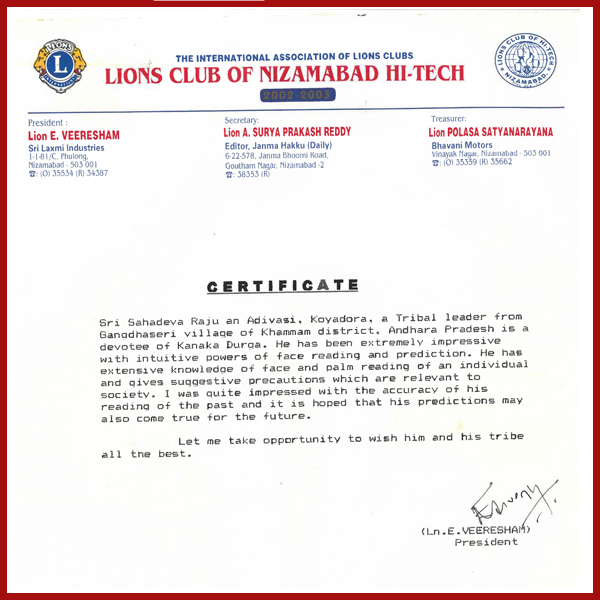 THE INTERNATIONAL ASSOCIATION OF LIONS CLUBS
LIONS CLUB OF NIZAMABAD HI-TECH
2002-2003
LIONS
L
INTERNATIONAL
LIONS CLUB OF HI-TECH
NIZAMABAD
President :
Lion E. VEERESHAM
Sri Laxmi Industries
1-1-81/C, Phulong,
Nizamabad - 503 001
☎: (O) 35534 (R) 34387
Secretary:
Lion A. SURYA PRAKASH REDDY
Editor, Janma Hakku (Daily)
6-22-578, Janma Bhoomi Road,
Goutham Nagar, Nizamabad -2
☎: 38353 (R)
Treasurer:
Lion POLASA SATYANARAYANA
Bhavani Motors
Vinayak Nagar, Nizamabad - 503 001
☎: (O) 35359 (R) 35662
CERTIFICATE
Sri Sahadeva Raju an Adivasi, Koyadora, a Tribal leader from
Gangdhaseri village of Khammam district, Andhara Pradesh is a
devotee of Kanaka Durga. He has been extremely impressive
with intuitive powers of face reading and prediction. He has
extensive knowledge of face and palm reading of an individual
and gives suggestive precautions which are relevant to
society. I was quite impressed with the accuracy of his
reading of the past and it is hoped that his predictions may
also come true for the future.
Let me take opportunity to wish him and his tribe
all the best.
(Ln.E.VEERESHAM)
President